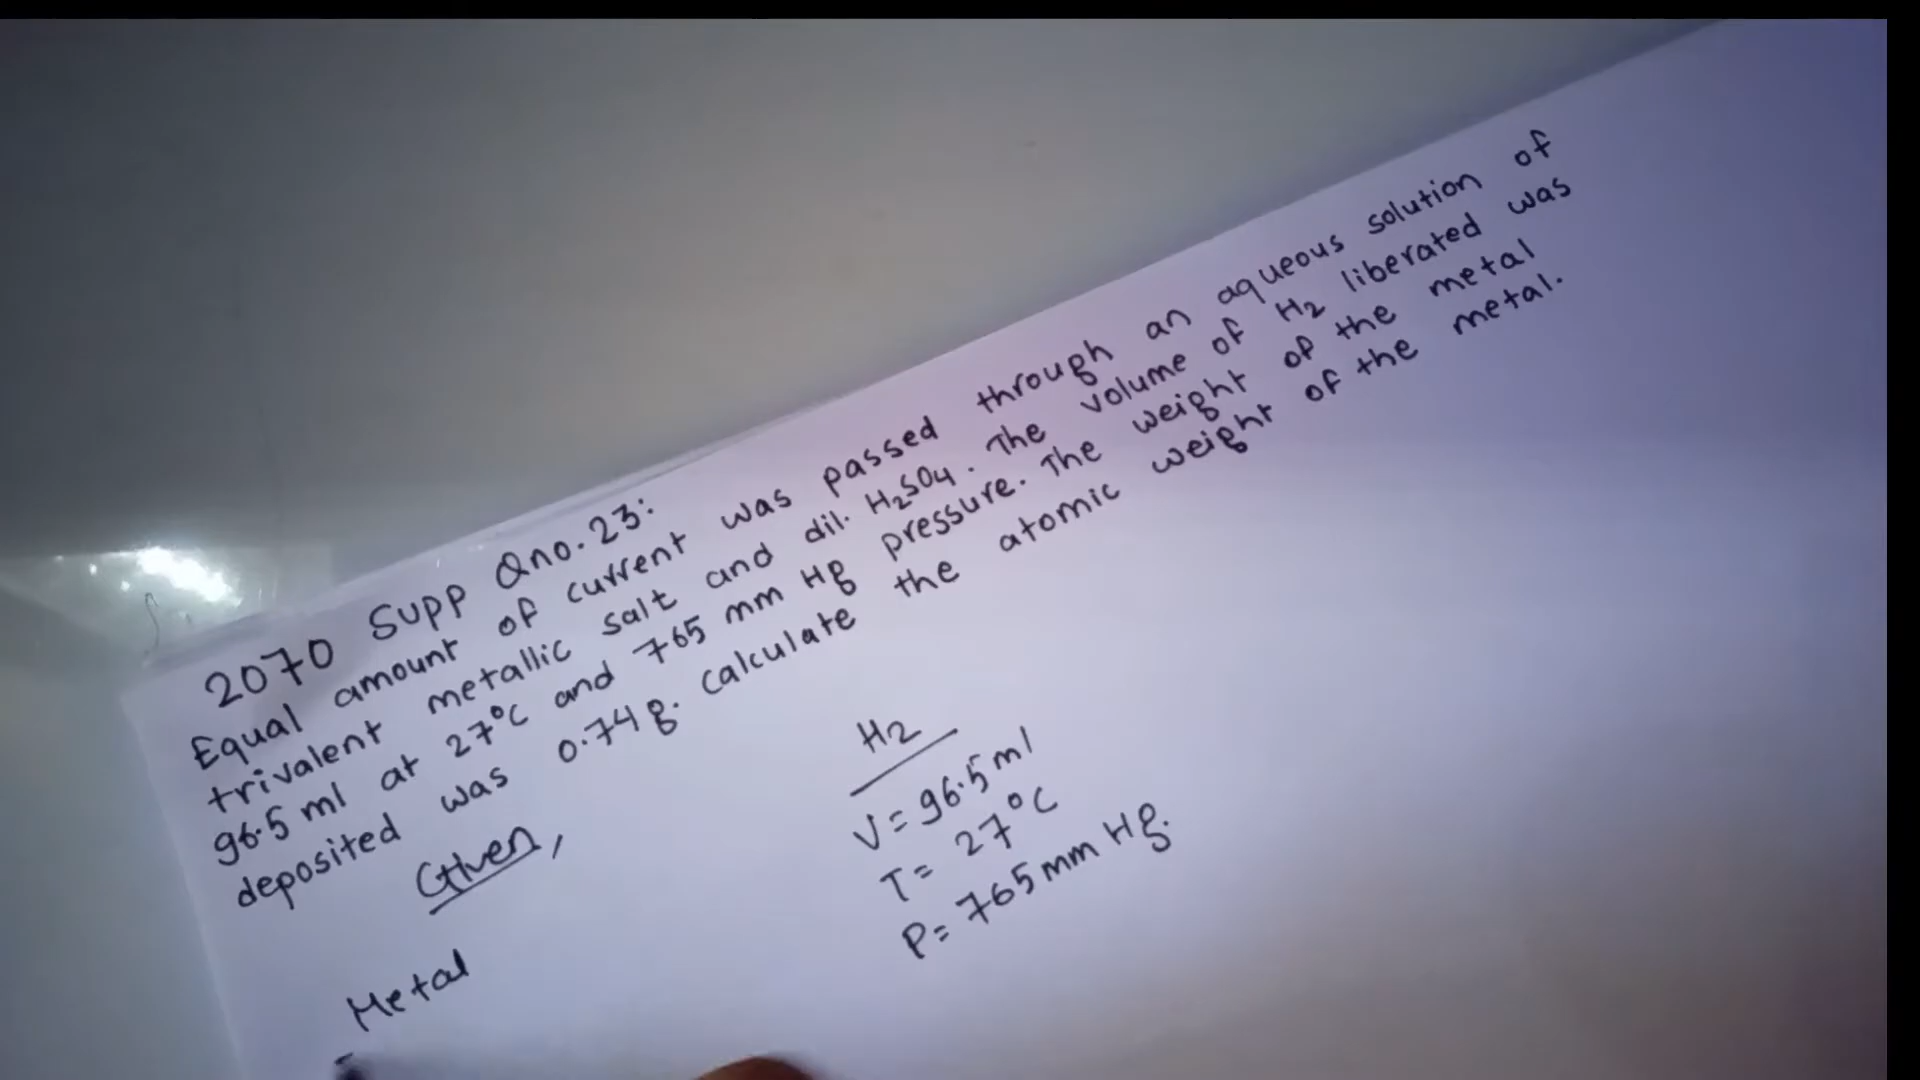 2070 Supp Qno.23:
Equal amount of current was passed through an aqueous solution of
trivalent metallic salt and dil. H₂SO₄. The volume of H₂ liberated was
96.5 ml at 27°C and 765 mm Hg pressure. The weight of the metal
deposited was 0.74 g. calculate the atomic weight of the metal.
Given,
H₂
V = 96.5 ml
T = 27°C
P = 765 mm Hg.
Metal